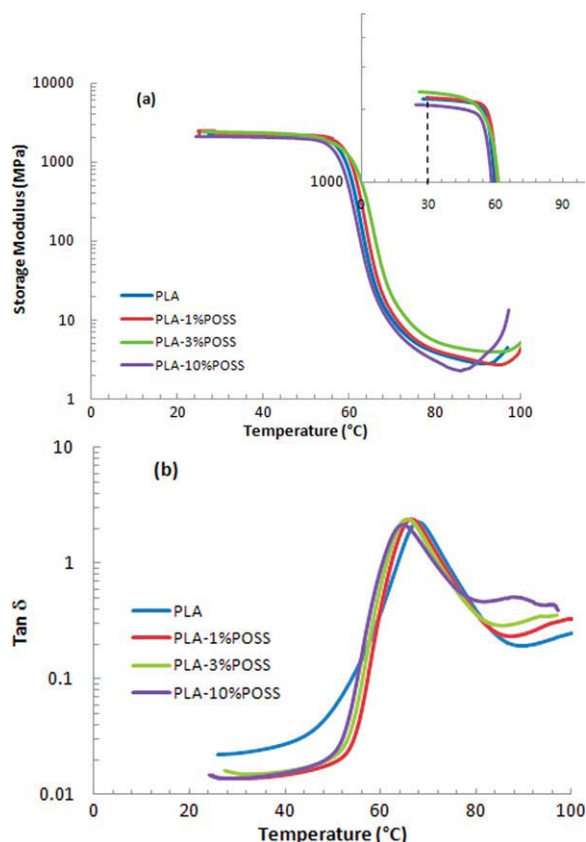 (a)
10000
1000
100
10
1
Storage Modulus (MPa)
1000
0 30 60 90
PLA
PLA-1%POSS
PLA-3%POSS
PLA-10%POSS
0 20 40 60 80 100
Temperature (°C)
(b)
10
1
0.1
0.01
Tan δ
PLA
PLA-1%POSS
PLA-3%POSS
PLA-10%POSS
0 20 40 60 80 100
Temperature (°C)